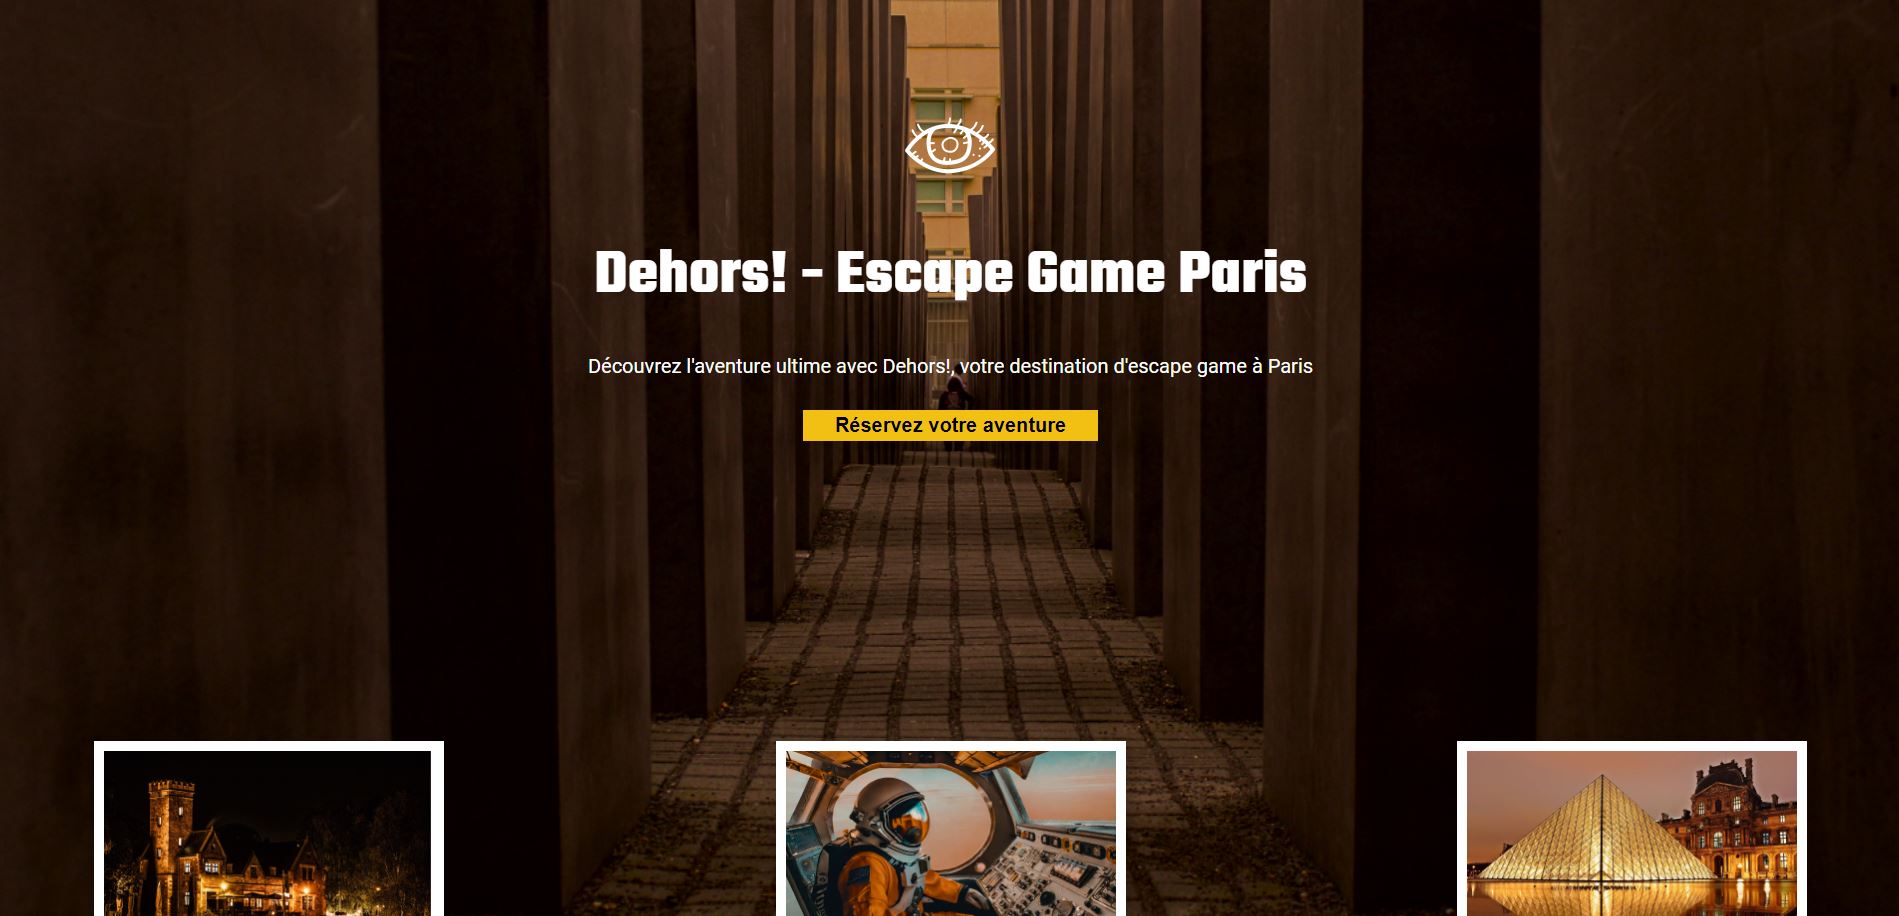 Dehors! - Escape Game Paris
Découvrez l'aventure ultime avec Dehors!, votre destination d'escape game à Paris
Réservez votre aventure